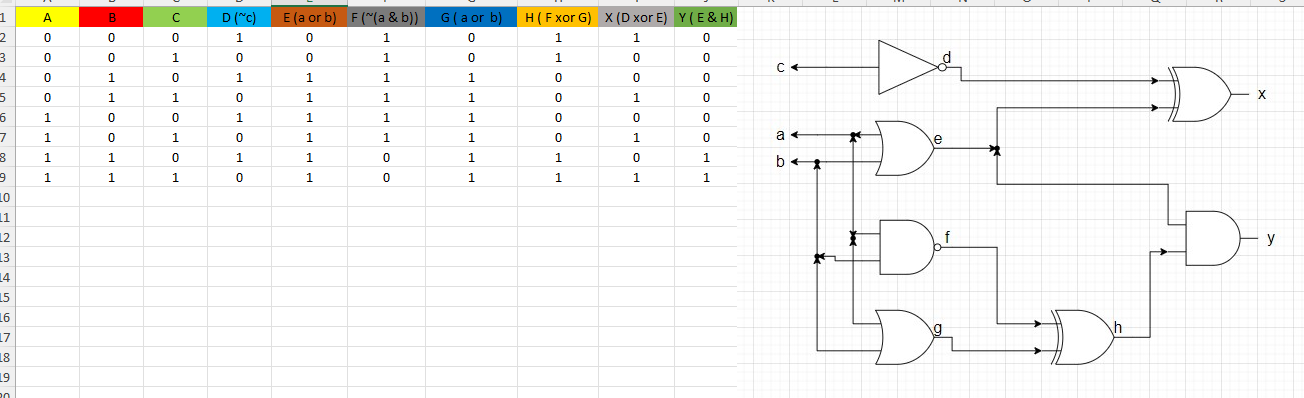 1 A B C D (~c) E (a or b) F (~(a & b)) G ( a or b) H ( F xor G) X (D xor E) Y ( E & H)
2 0 0 0 1 0 1 0 1 1 0
3 0 0 1 0 0 1 0 1 0 0
4 0 1 0 1 1 1 1 0 0 0
5 0 1 1 0 1 1 1 0 1 0
6 1 0 0 1 1 1 1 0 0 0
7 1 0 1 0 1 1 1 0 1 0
8 1 1 0 1 1 0 1 1 0 1
9 1 1 1 0 1 0 1 1 1 1
10
11
12
13
14
15
16
17
18
19
c
d
x
a
e
b
f
y
g
h